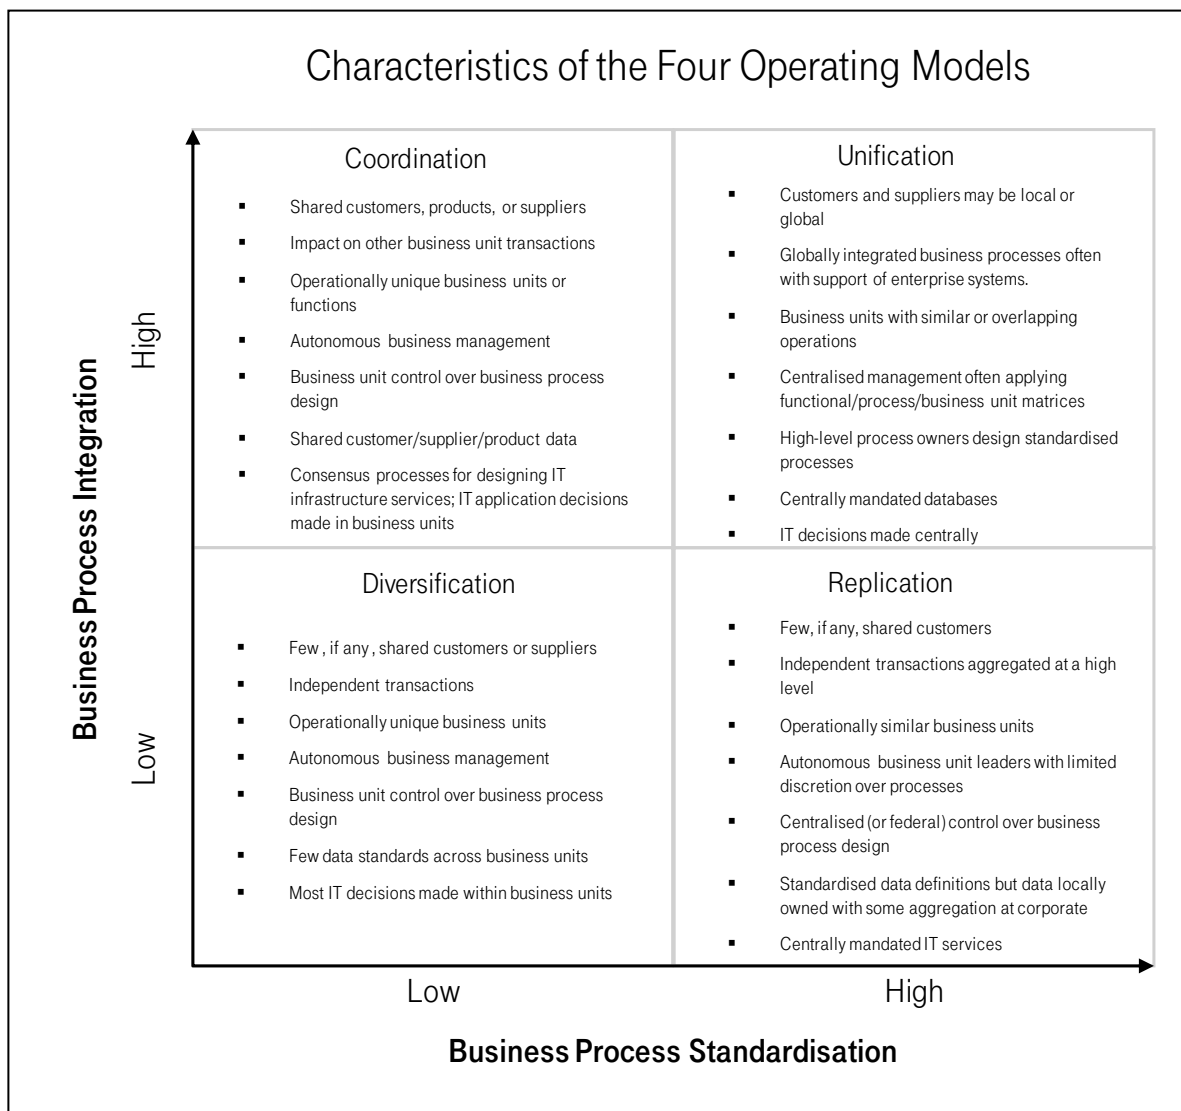 Characteristics of the Four Operating Models
Coordination
▪ Shared customers, products, or suppliers
▪ Impact on other business unit transactions
▪ Operationally unique business units or
functions
▪ Autonomous business management
▪ Business unit control over business process
design
▪ Shared customer/supplier/product data
▪ Consensus processes for designing IT
infrastructure services; IT application decisions
made in business units
Unification
▪ Customers and suppliers may be local or
global
▪ Globally integrated business processes often
with support of enterprise systems.
▪ Business units with similar or overlapping
operations
▪ Centralised management often applying
functional/process/business unit matrices
▪ High-level process owners design standardised
processes
▪ Centrally mandated databases
▪ IT decisions made centrally
Diversification
▪ Few , if any , shared customers or suppliers
▪ Independent transactions
▪ Operationally unique business units
▪ Autonomous business management
▪ Business unit control over business process
design
▪ Few data standards across business units
▪ Most IT decisions made within business units
Replication
▪ Few, if any, shared customers
▪ Independent transactions aggregated at a high
level
▪ Operationally similar business units
▪ Autonomous business unit leaders with limited
discretion over processes
▪ Centralised (or federal) control over business
process design
▪ Standardised data definitions but data locally
owned with some aggregation at corporate
▪ Centrally mandated IT services
Business Process Integration
High
Low
Low
High
Business Process Standardisation